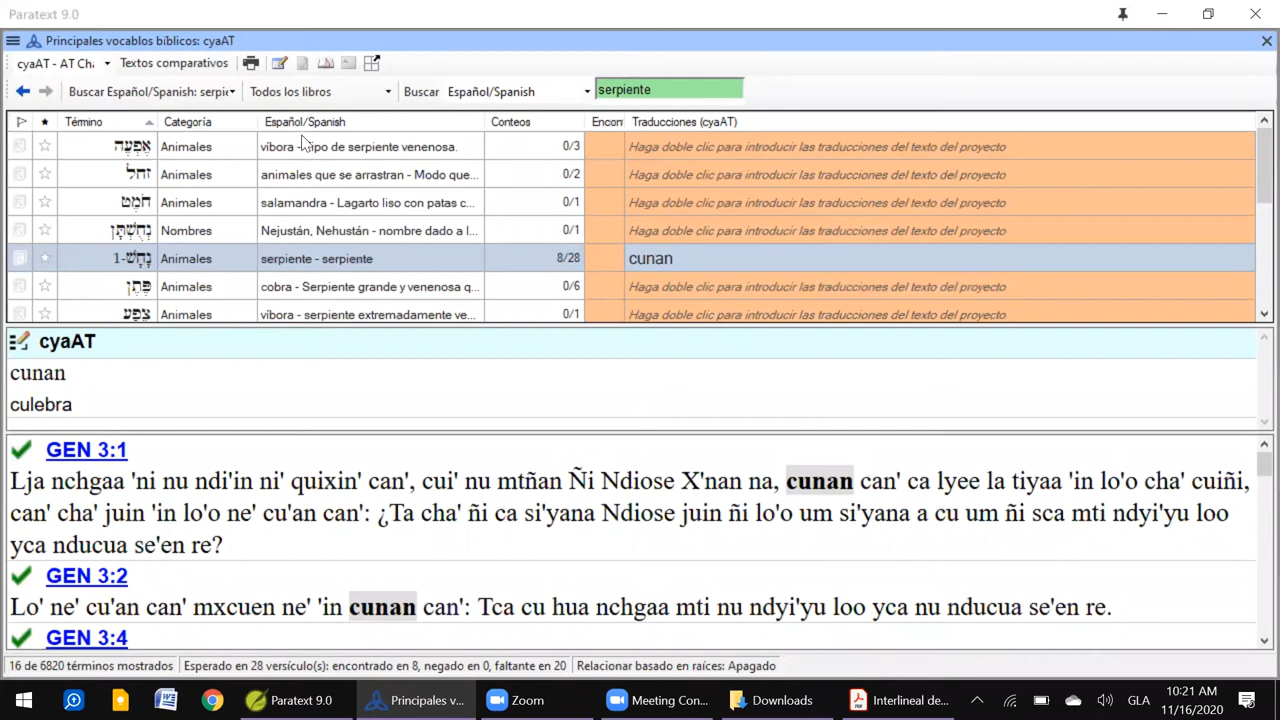 Paratext 9.0
Principales vocablos bíblicos: cyaAT
cyaAT - AT Cha Textos comparativos
Buscar Español/Spanish: serpie Todos los libros Buscar Español/Spanish serpiente
Término Categoría Español/Spanish Conteos Encon Traducciones (cyaAT)
אֶפְעֶה Animales víbora - tipo de serpiente venenosa. 0/3 Haga doble clic para introducir las traducciones del texto del proyecto
זחל Animales animales que se arrastran - Modo que... 0/2 Haga doble clic para introducir las traducciones del texto del proyecto
חֹמֶט Animales salamandra - Lagarto liso con patas c... 0/1 Haga doble clic para introducir las traducciones del texto del proyecto
נְחֻשְׁתָּן Nombres Nejustán, Nehustán - nombre dado a l... 0/1 Haga doble clic para introducir las traducciones del texto del proyecto
נָחָשׁ-1 Animales serpiente - serpiente 8/28 cunan
פֶּתֶן Animales cobra - Serpiente grande y venenosa q... 0/6 Haga doble clic para introducir las traducciones del texto del proyecto
צֶפַע Animales víbora - serpiente extremadamente ve... 0/1 Haga doble clic para introducir las traducciones del texto del proyecto
cyaAT
cunan
culebra
GEN 3:1
Lja nchgaa 'ni nu ndi'in ni' quixin' can', cui' nu mtñan Ñi Ndiose X'nan na, cunan can' ca lyee la tiyaa 'in lo'o cha' cuiñi,
can' cha' juin 'in lo'o ne' cu'an can': ¿Ta cha' ñi ca si'yana Ndiose juin ñi lo'o um si'yana a cu um ñi sca mti ndyi'yu loo
yca nducua se'en re?
GEN 3:2
Lo' ne' cu'an can' mxcuen ne' 'in cunan can': Tca cu hua nchgaa mti nu ndyi'yu loo yca nu nducua se'en re.
GEN 3:4
16 de 6820 términos mostrados Esperado en 28 versículo(s): encontrado en 8, negado en 0, faltante en 20 Relacionar basado en raíces: Apagado
Paratext 9.0 Principales v... Zoom Meeting Con... Downloads Interlineal de... GLA 10:21 AM
11/16/2020